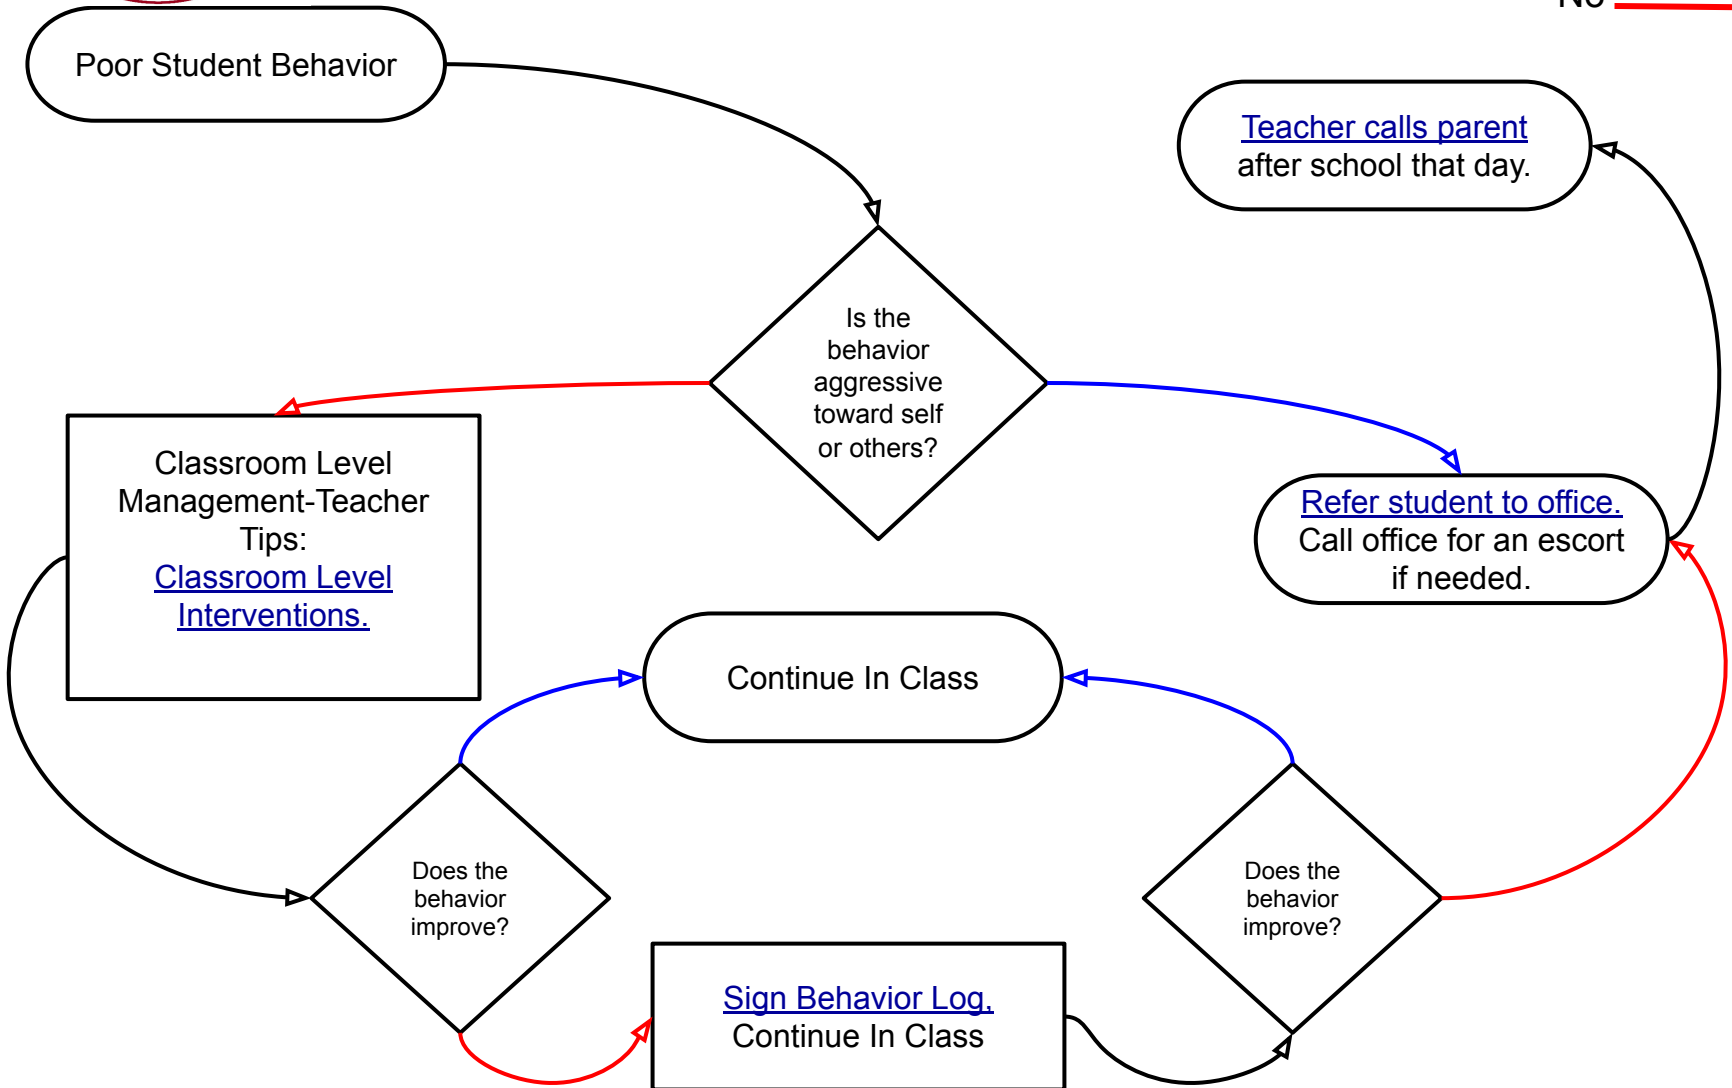 No
Poor Student Behavior
Teacher calls parent
after school that day.
Is the
behavior
aggressive
toward self
or others?
Classroom Level
Management-Teacher
Tips:
Classroom Level
Interventions.
Refer student to office.
Call office for an escort
if needed.
Continue In Class
Does the
behavior
improve?
Does the
behavior
improve?
Sign Behavior Log,
Continue In Class